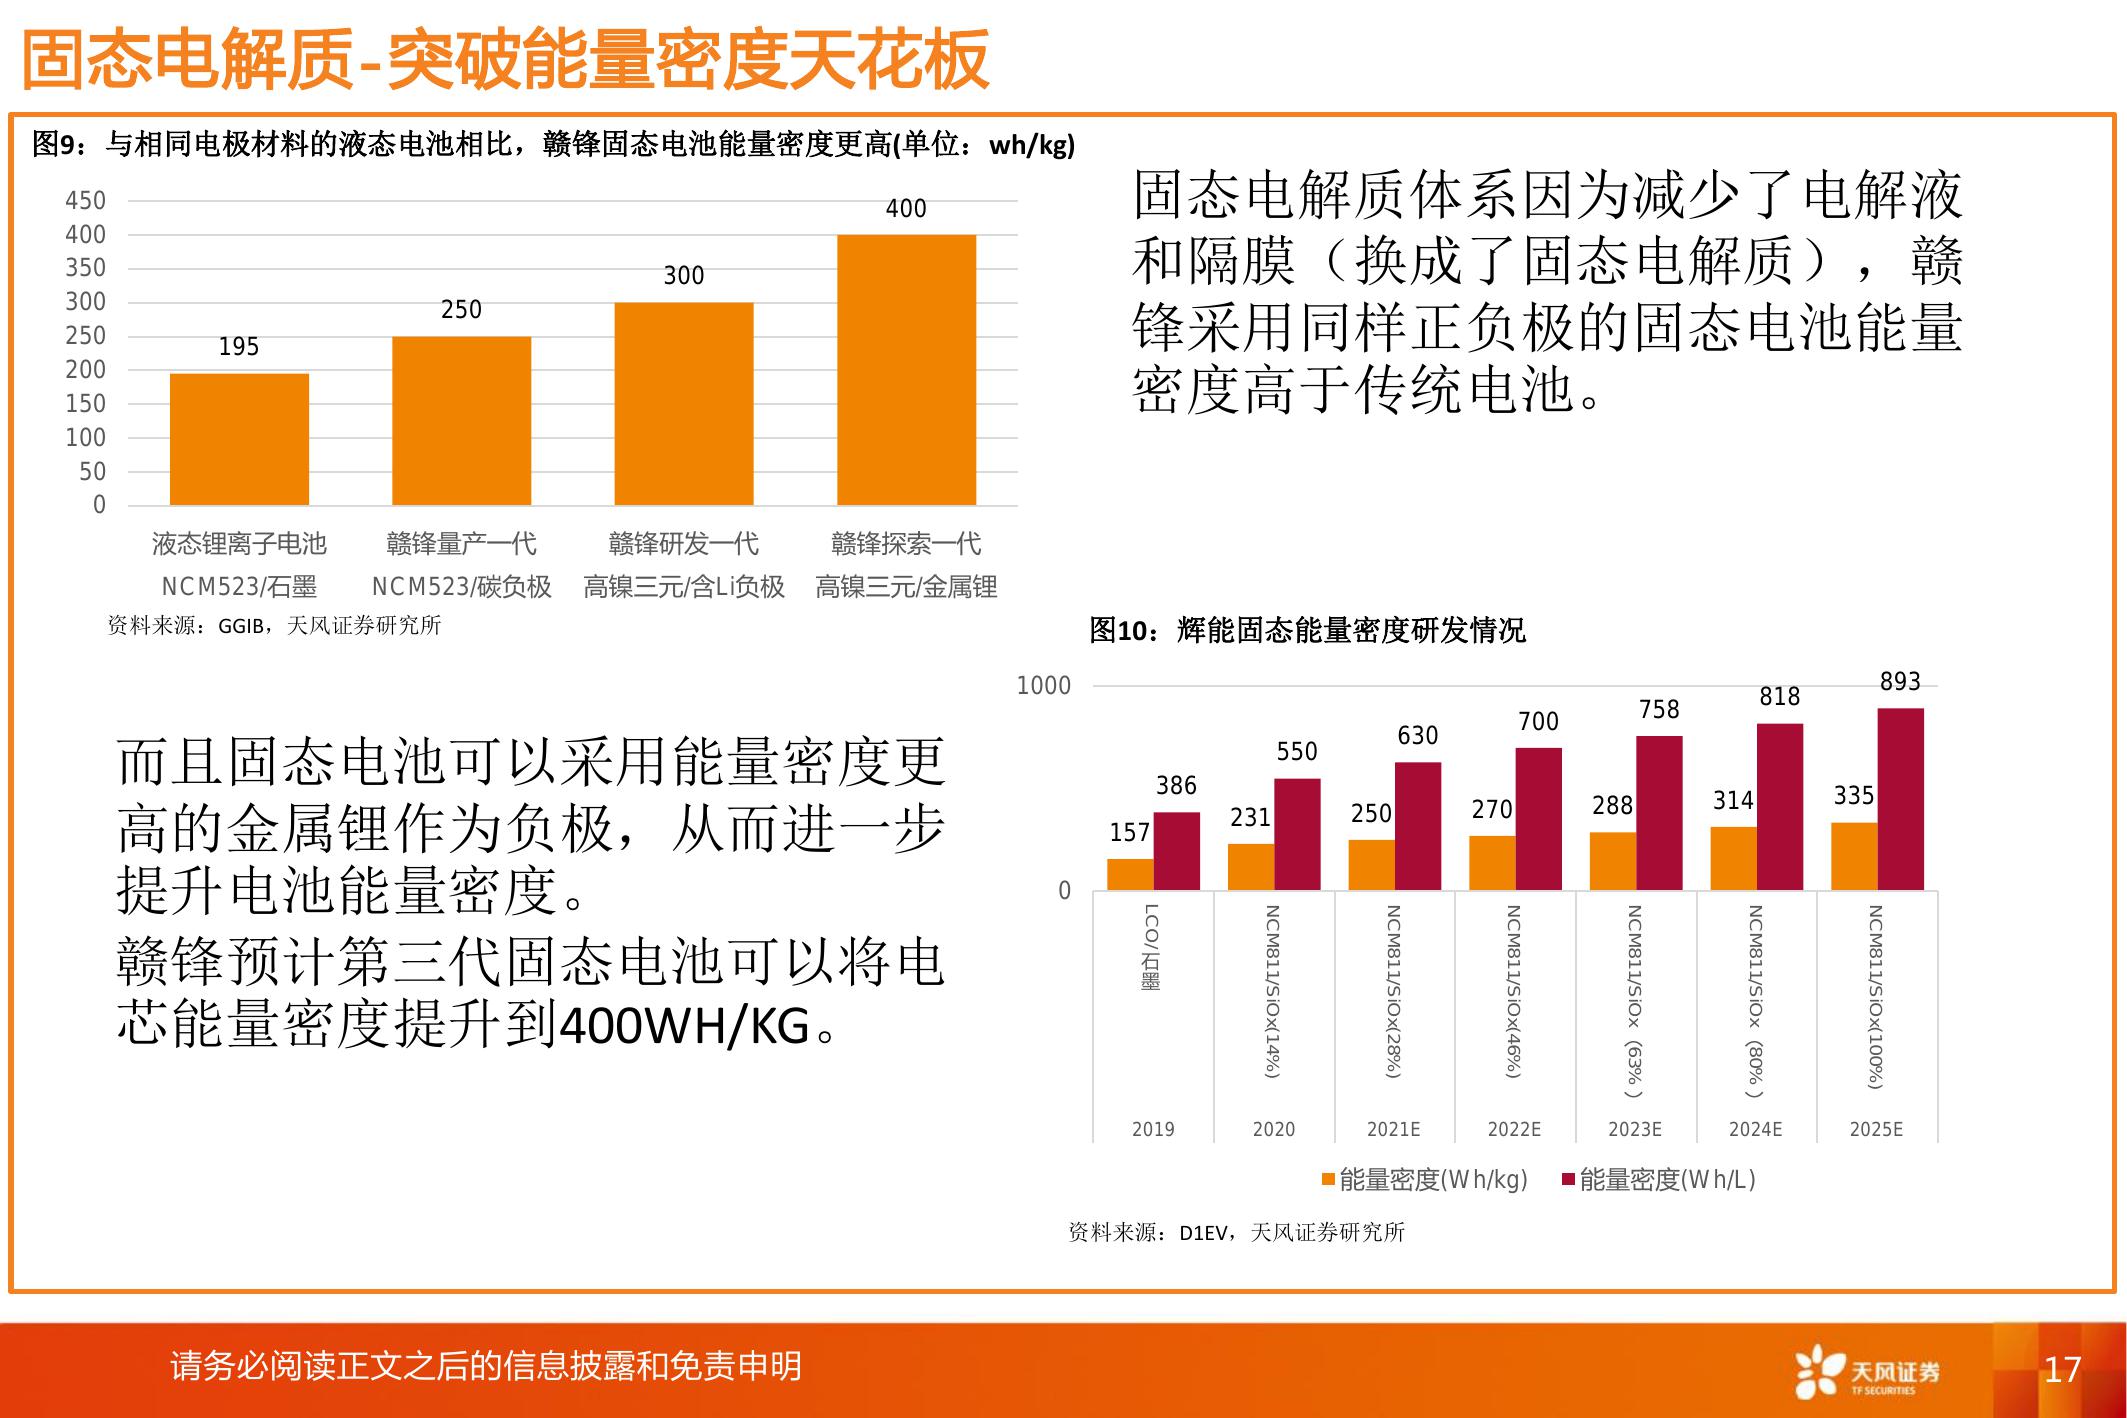 固态电解质-突破能量密度天花板
图9：与相同电极材料的液态电池相比，赣锋固态电池能量密度更高(单位：wh/kg)
450
400
350
300
250
200
150
100
50
0
195
250
300
400
液态锂离子电池
赣锋量产一代
赣锋研发一代
赣锋探索一代
NCM523/石墨
NCM523/碳负极
高镍三元/含Li负极
高镍三元/金属锂
资料来源：GGIB，天风证券研究所
固态电解质体系因为减少了电解液
和隔膜（换成了固态电解质），赣
锋采用同样正负极的固态电池能量
密度高于传统电池。
而且固态电池可以采用能量密度更
高的金属锂作为负极，从而进一步
提升电池能量密度。
赣锋预计第三代固态电池可以将电
芯能量密度提升到400WH/KG。
图10：辉能固态能量密度研发情况
1000
0
157
386
231
550
250
630
270
700
288
758
314
818
335
893
LCO/石墨
NCM811/SiOx(14%)
NCM811/SiOx(28%)
NCM811/SiOx(46%)
NCM811/SiOx（63%）
NCM811/SiOx（80%）
NCM811/SiOx(100%)
2019
2020
2021E
2022E
2023E
2024E
2025E
能量密度(Wh/kg)
能量密度(Wh/L)
资料来源：D1EV，天风证券研究所
请务必阅读正文之后的信息披露和免责申明
天风证券
TF SECURITIES
17